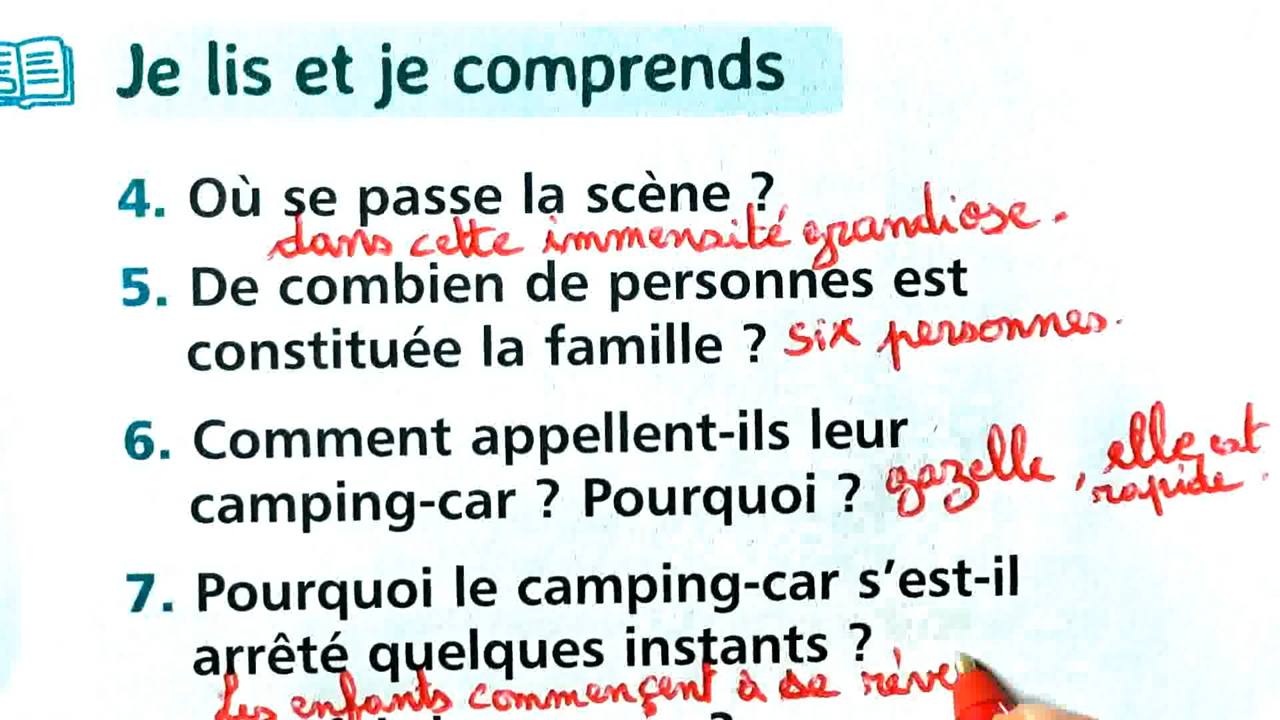 Je lis et je comprends
4. Où se passe la scène ?
dans cette immensité grandiose.
5. De combien de personnes est
constituée la famille ? six personnes.
6. Comment appellent-ils leur
camping-car ? Pourquoi ? gazelle, elle est
rapide.
7. Pourquoi le camping-car s'est-il
arrêté quelques instants ?
Les enfants commençent à se réve